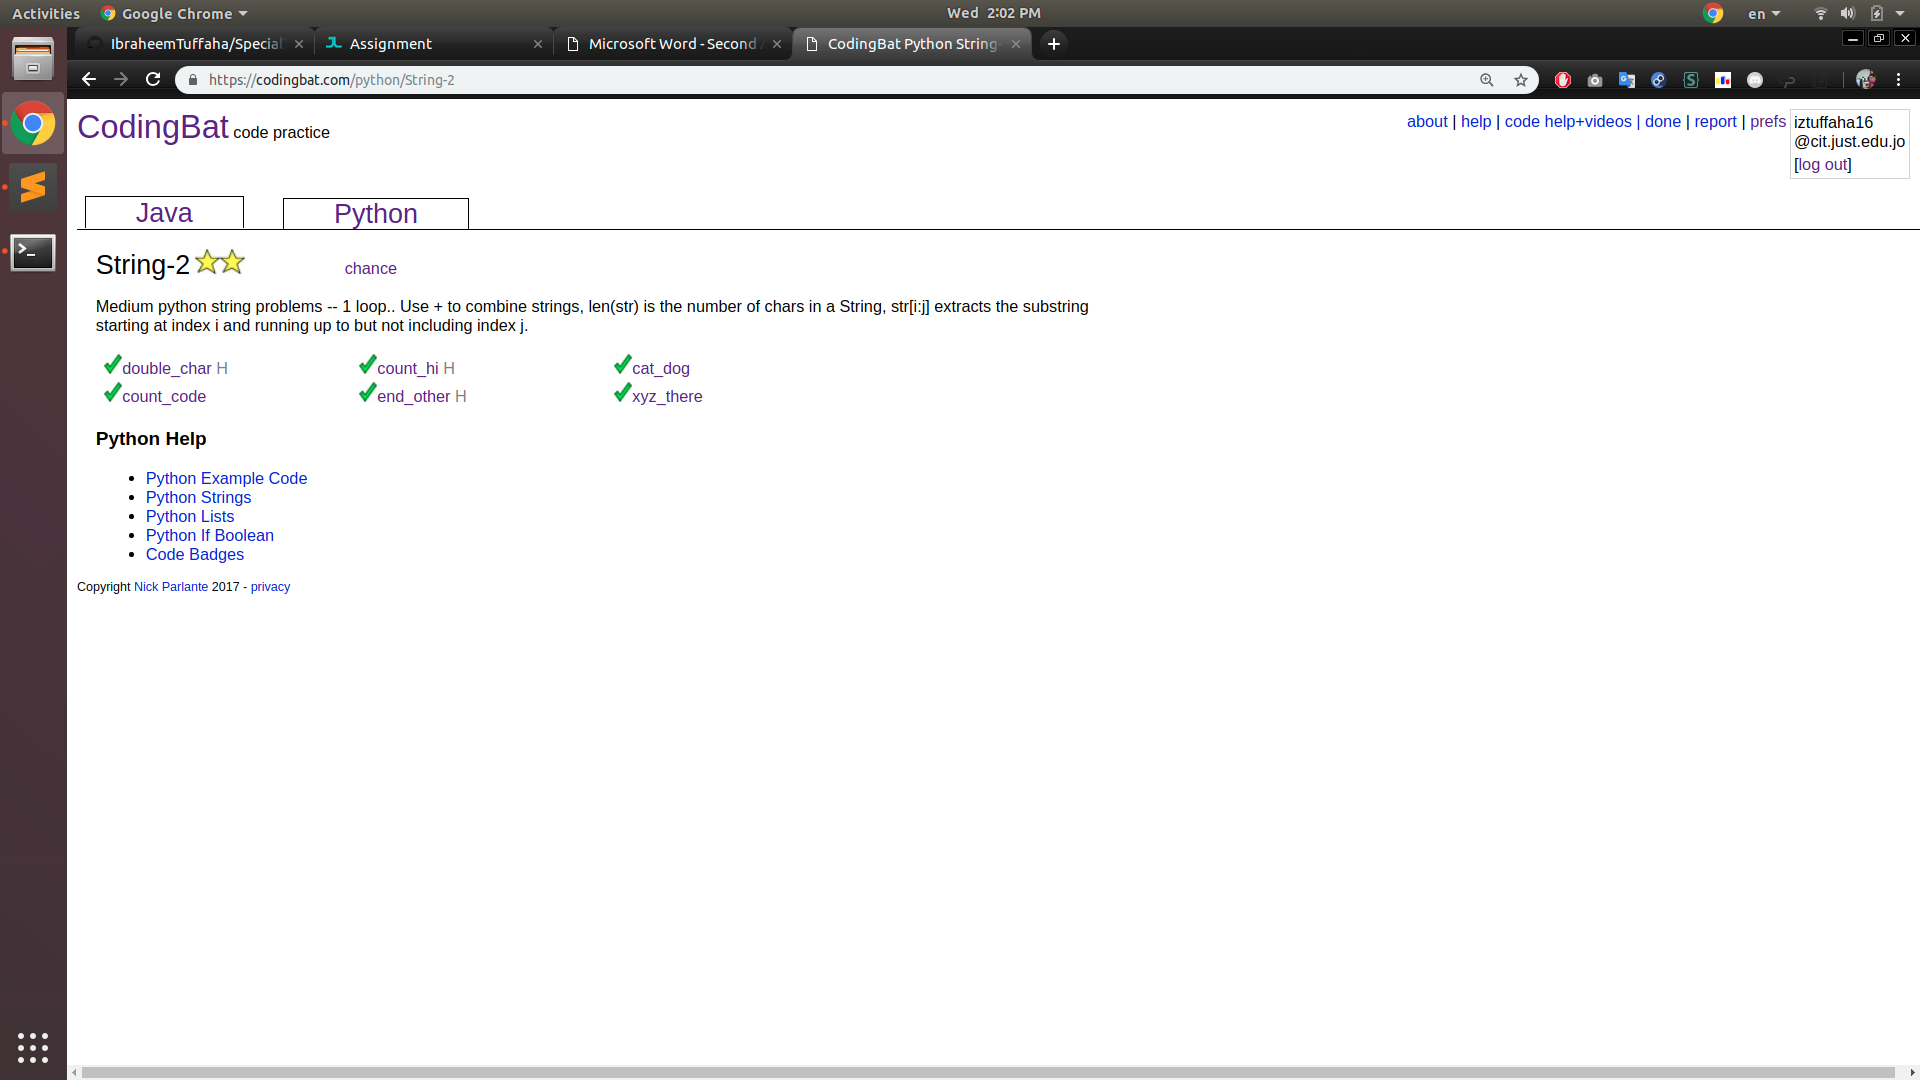 Activities Google Chrome Wed 2:02 PM en
IbraheemTuffaha/Special Assignment Microsoft Word - Second CodingBat Python String-
https://codingbat.com/python/String-2
CodingBat code practice
about | help | code help+videos | done | report | prefs
iztuffaha16
@cit.just.edu.jo
[log out]
Java Python
String-2 chance
Medium python string problems -- 1 loop.. Use + to combine strings, len(str) is the number of chars in a String, str[i:j] extracts the substring
starting at index i and running up to but not including index j.
double_char H count_hi H cat_dog
count_code end_other H xyz_there
Python Help
Python Example Code
Python Strings
Python Lists
Python If Boolean
Code Badges
Copyright Nick Parlante 2017 - privacy